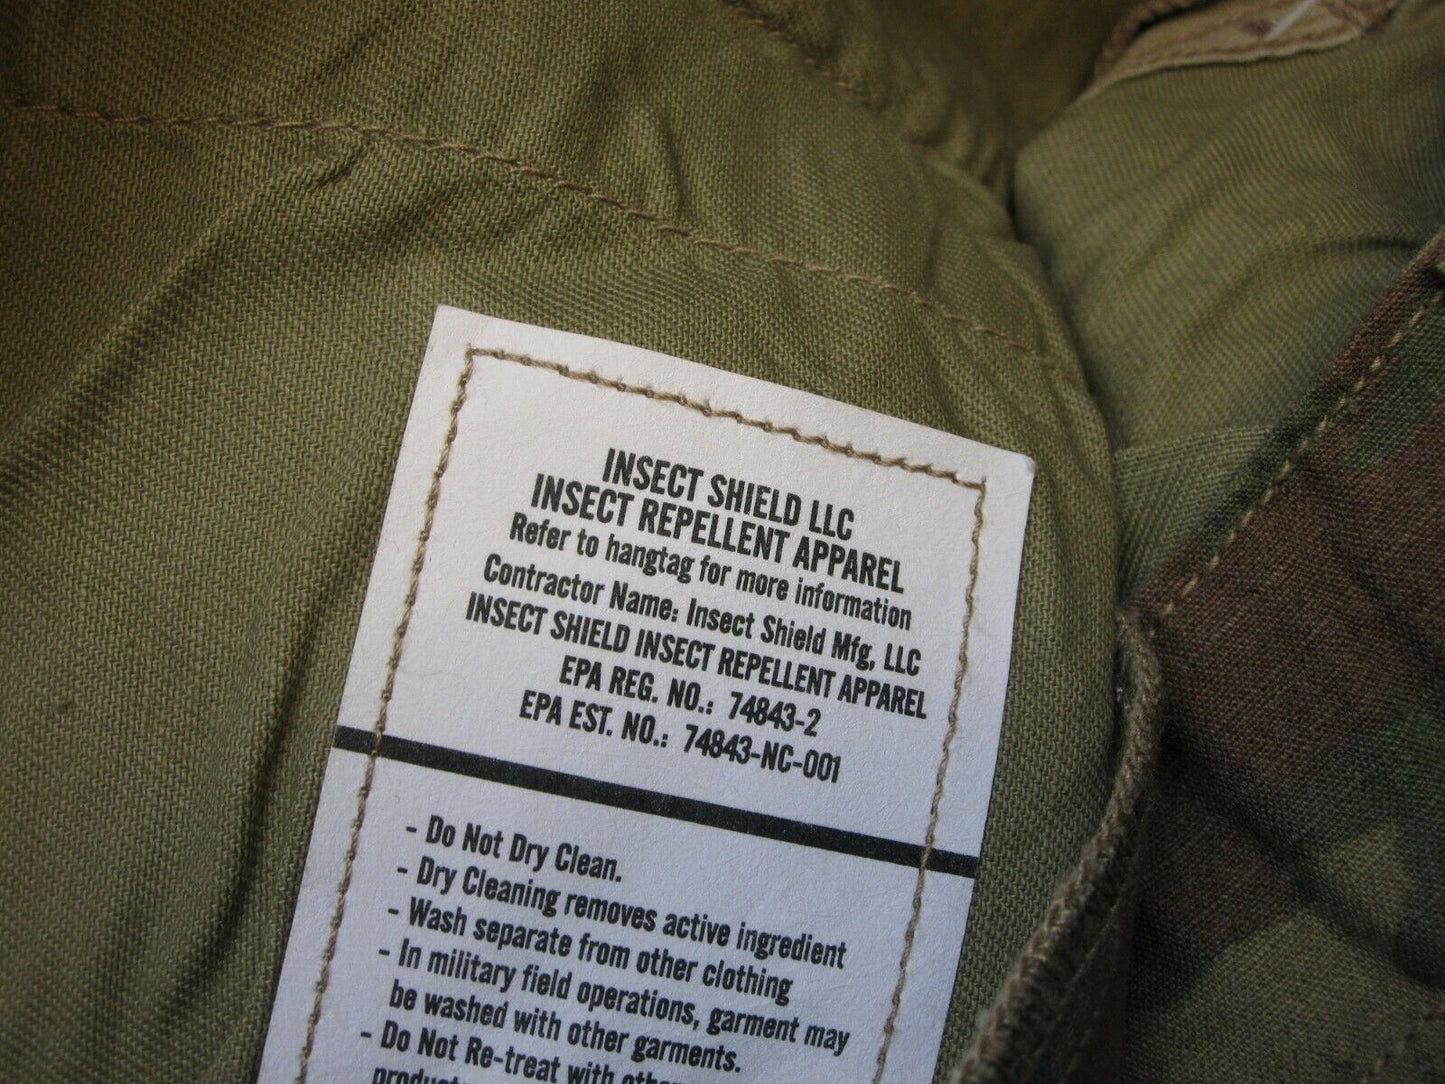 INSECT SHIELD LLC
INSECT REPELLENT APPAREL
Refer to hangtag for more information
Contractor Name: Insect Shield Mfg, LLC
INSECT SHIELD INSECT REPELLENT APPAREL
EPA REG. NO.: 74843-2
EPA EST. NO.: 74843-NC-001
- Do Not Dry Clean.
- Dry Cleaning removes active ingredient
- Wash separate from other clothing
- In military field operations, garment may
be washed with other garments.
- Do Not Re-treat with other